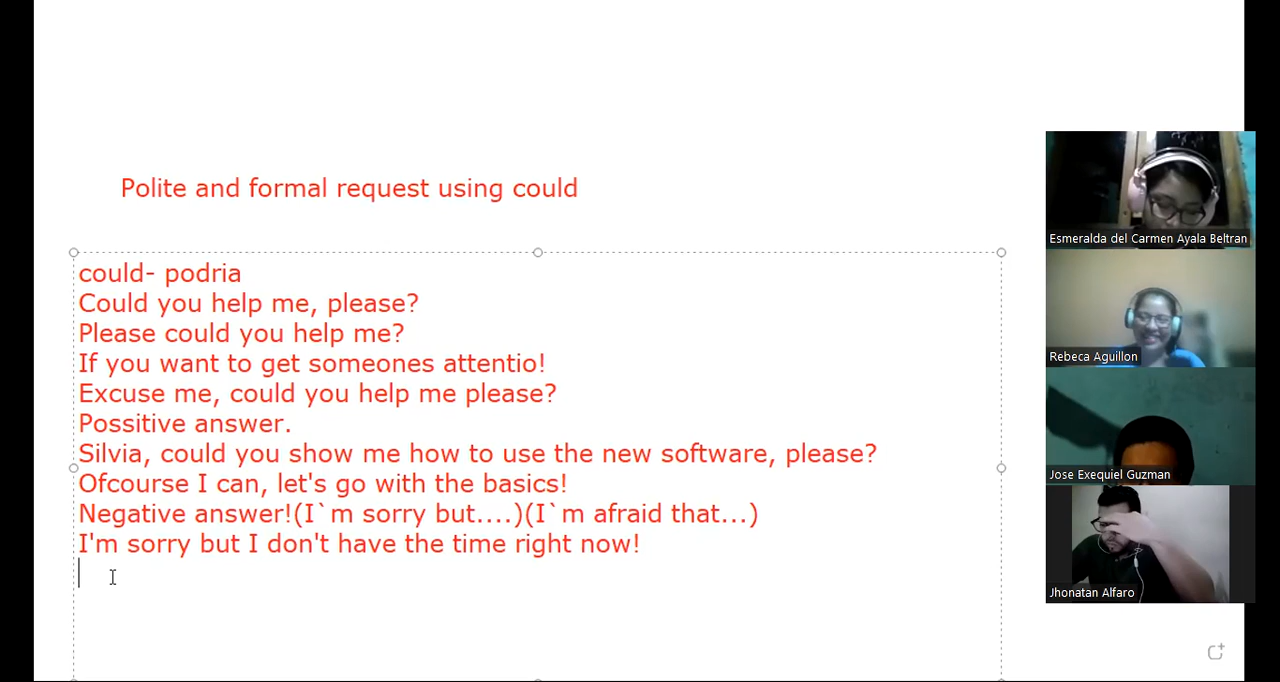 Polite and formal request using could
could- podria
Could you help me, please?
Please could you help me?
If you want to get someones attentio!
Excuse me, could you help me please?
Possitive answer.
Silvia, could you show me how to use the new software, please?
Ofcourse I can, let's go with the basics!
Negative answer!(I`m sorry but....)(I`m afraid that...)
I'm sorry but I don't have the time right now!
Esmeralda del Carmen Ayala Beltran
Rebeca Aguillon
Jose Exequiel Guzman
Jhonatan Alfaro